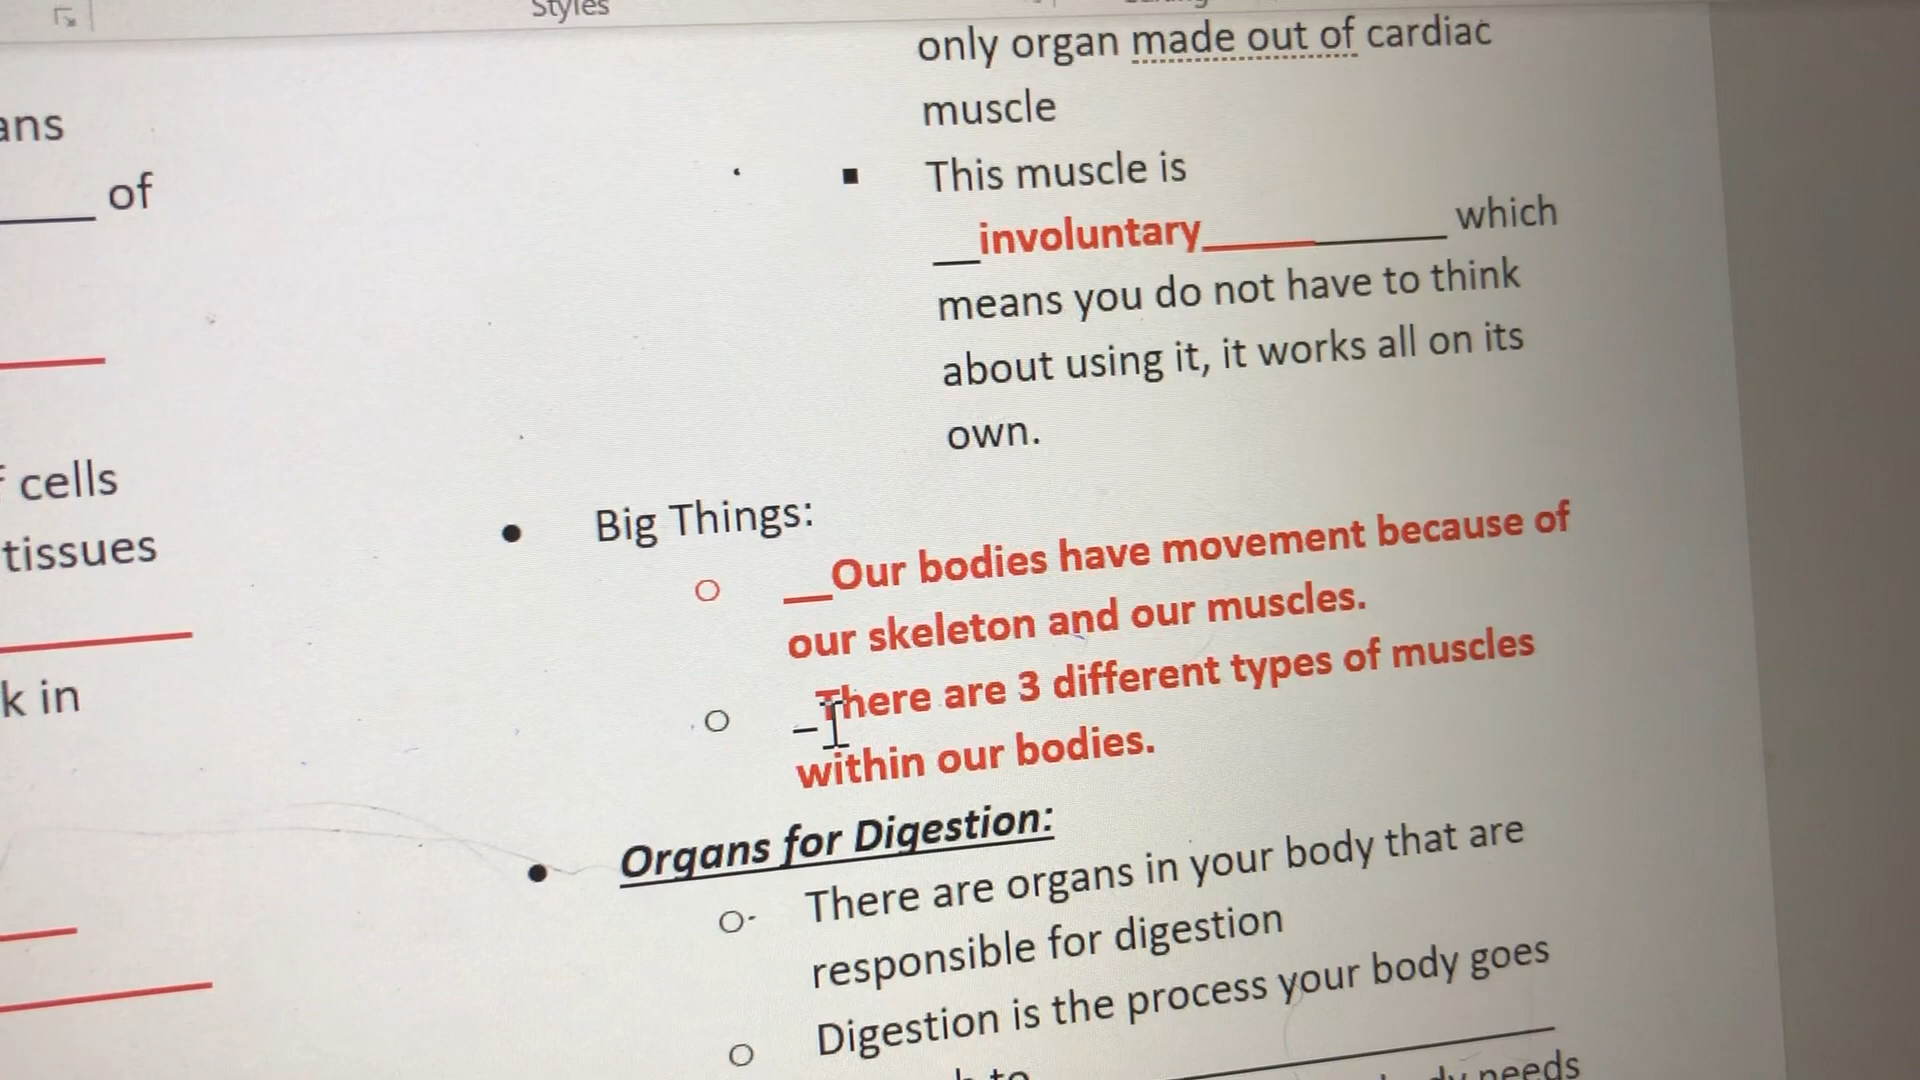 Styles
ans
of
cells
tissues
k in
only organ made out of cardiac
muscle
▪ This muscle is
__involuntary__________ which
means you do not have to think
about using it, it works all on its
own.
• Big Things:
○ __Our bodies have movement because of
our skeleton and our muscles.
○ _There are 3 different types of muscles
within our bodies.
• Organs for Digestion:
○ There are organs in your body that are
responsible for digestion
○ Digestion is the process your body goes
needs